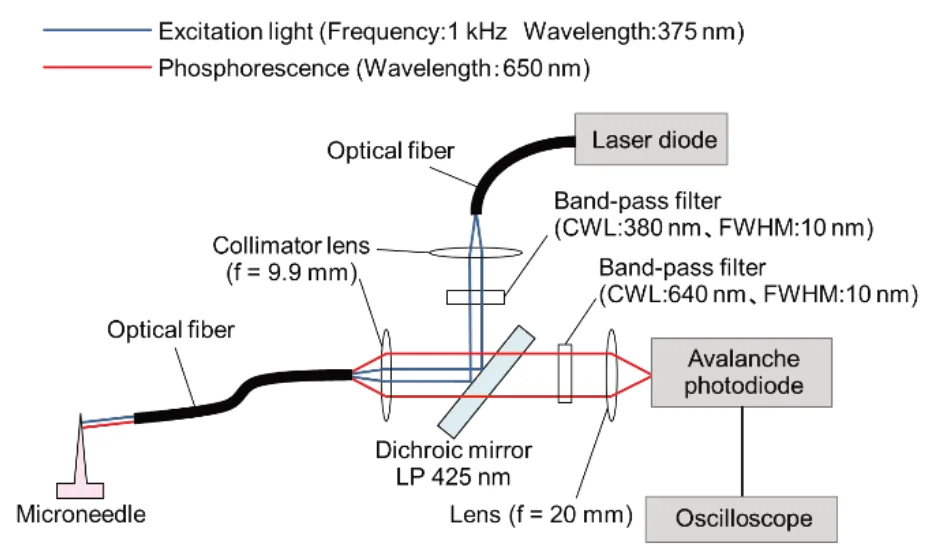 Excitation light (Frequency:1 kHz Wavelength:375 nm)
Phosphorescence (Wavelength:650 nm)
Laser diode
Optical fiber
Band-pass filter
(CWL:380 nm、FWHM:10 nm)
Collimator lens
(f = 9.9 mm)
Band-pass filter
(CWL:640 nm、FWHM:10 nm)
Optical fiber
Avalanche
photodiode
Dichroic mirror
LP 425 nm
Microneedle
Lens (f = 20 mm)
Oscilloscope